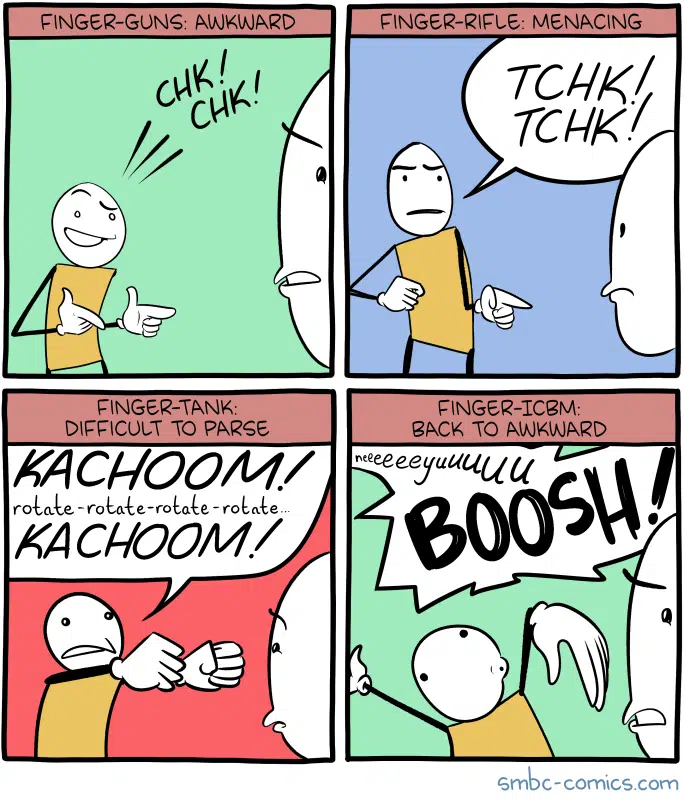 FINGER-GUNS: AWKWARD
CHK!
CHK!
FINGER-RIFLE: MENACING
TCHK!
TCHK!
FINGER-TANK:
DIFFICULT TO PARSE
KACHOOM!
rotate-rotate-rotate-rotate...
KACHOOM!
FINGER-ICBM:
BACK TO AWKWARD
neeeeeeyuuuuuu
BOOSH!
smbc-comics.com